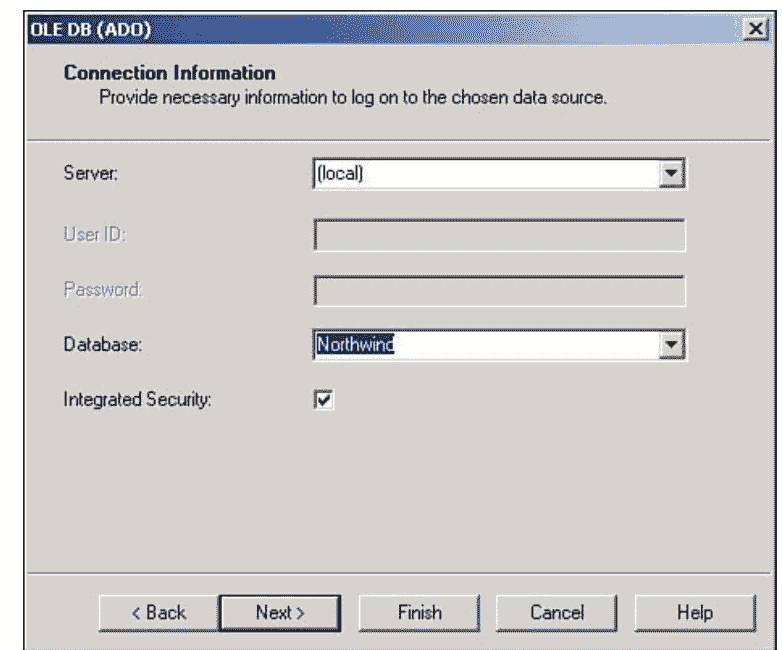 OLE DB (ADO)
Connection Information
Provide necessary information to log on to the chosen data source.
Server: (local)
User ID:
Password:
Database: Northwind
Integrated Security:
< Back Next > Finish Cancel Help